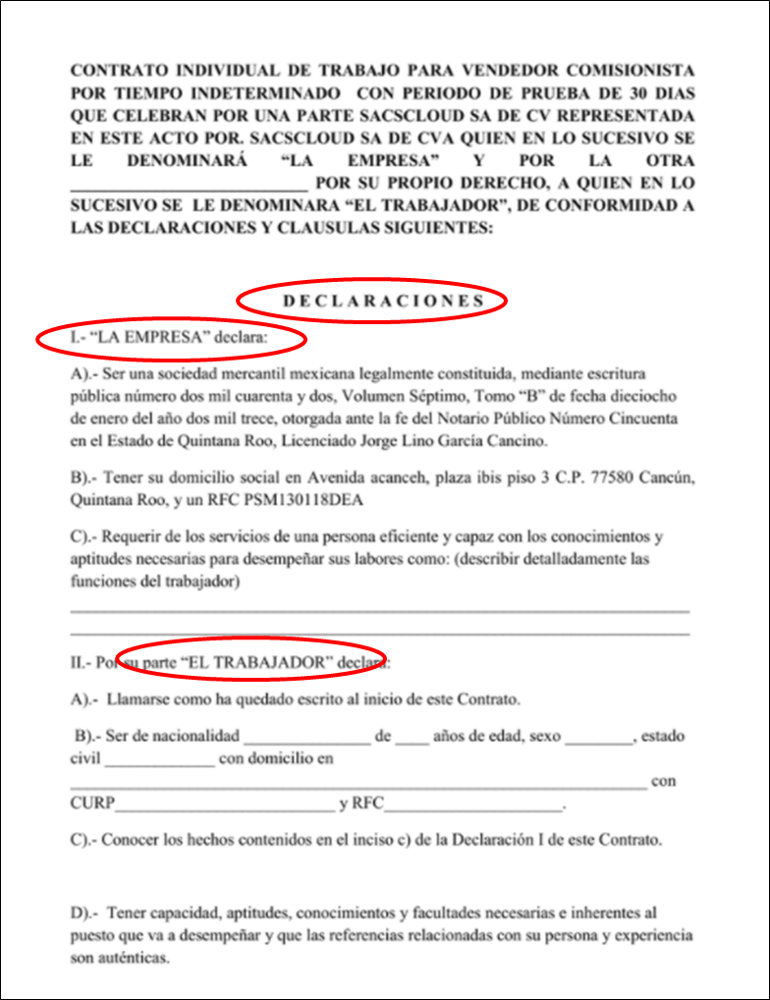 CONTRATO INDIVIDUAL DE TRABAJO PARA VENDEDOR COMISIONISTA
POR TIEMPO INDETERMINADO CON PERIODO DE PRUEBA DE 30 DIAS
QUE CELEBRAN POR UNA PARTE SACSCLOUD SA DE CV REPRESENTADA
EN ESTE ACTO POR. SACSCLOUD SA DE CVA QUIEN EN LO SUCESIVO SE
LE DENOMINARÁ “LA EMPRESA” Y POR LA OTRA
_________________________ POR SU PROPIO DERECHO, A QUIEN EN LO
SUCESIVO SE LE DENOMINARA “EL TRABAJADOR”, DE CONFORMIDAD A
LAS DECLARACIONES Y CLAUSULAS SIGUIENTES:
D E C L A R A C I O N E S
I.- “LA EMPRESA” declara:
A).- Ser una sociedad mercantil mexicana legalmente constituida, mediante escritura
pública número dos mil cuarenta y dos, Volumen Séptimo, Tomo “B” de fecha dieciocho
de enero del año dos mil trece, otorgada ante la fe del Notario Público Número Cincuenta
en el Estado de Quintana Roo, Licenciado Jorge Lino García Cancino.
B).- Tener su domicilio social en Avenida acanceh, plaza ibis piso 3 C.P. 77580 Cancún,
Quintana Roo, y un RFC PSM130118DEA
C).- Requerir de los servicios de una persona eficiente y capaz con los conocimientos y
aptitudes necesarias para desempeñar sus labores como: (describir detalladamente las
funciones del trabajador)
II.- Por su parte “EL TRABAJADOR” declara:
A).- Llamarse como ha quedado escrito al inicio de este Contrato.
B).- Ser de nacionalidad ______________ de ____ años de edad, sexo _______, estado
civil ____________ con domicilio en
_______________________________________________________________ con
CURP________________________ y RFC____________________.
C).- Conocer los hechos contenidos en el inciso c) de la Declaración I de este Contrato.
D).- Tener capacidad, aptitudes, conocimientos y facultades necesarias e inherentes al
puesto que va a desempeñar y que las referencias relacionadas con su persona y experiencia
son auténticas.